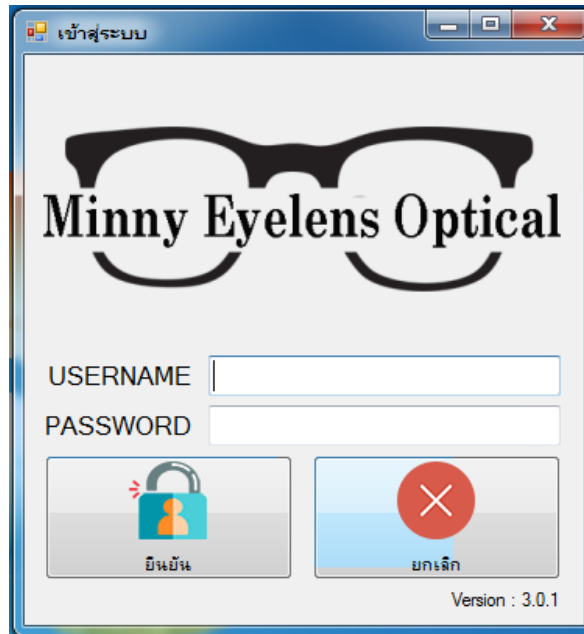 เข้าสู่ระบบ
Minny Eyelens Optical
USERNAME
PASSWORD
ยืนยัน
ยกเลิก
Version : 3.0.1